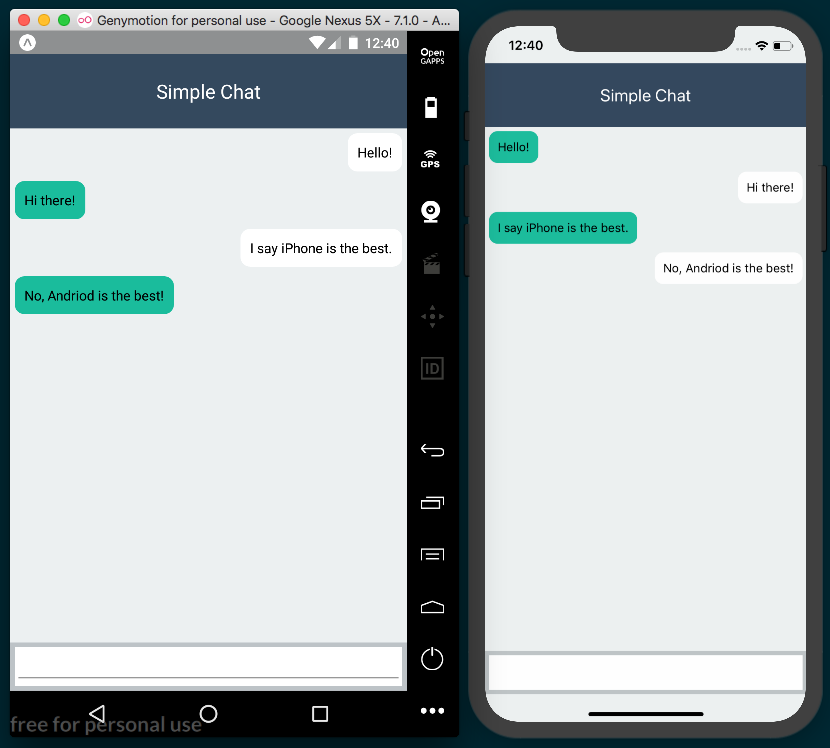 Genymotion for personal use - Google Nexus 5X - 7.1.0 - A...
12:40
Open
GAPPS
Simple Chat
GPS
Hello!
Hi there!
I say iPhone is the best.
No, Andriod is the best!
ID
free for personal use
12:40
Simple Chat
Hello!
Hi there!
I say iPhone is the best.
No, Andriod is the best!